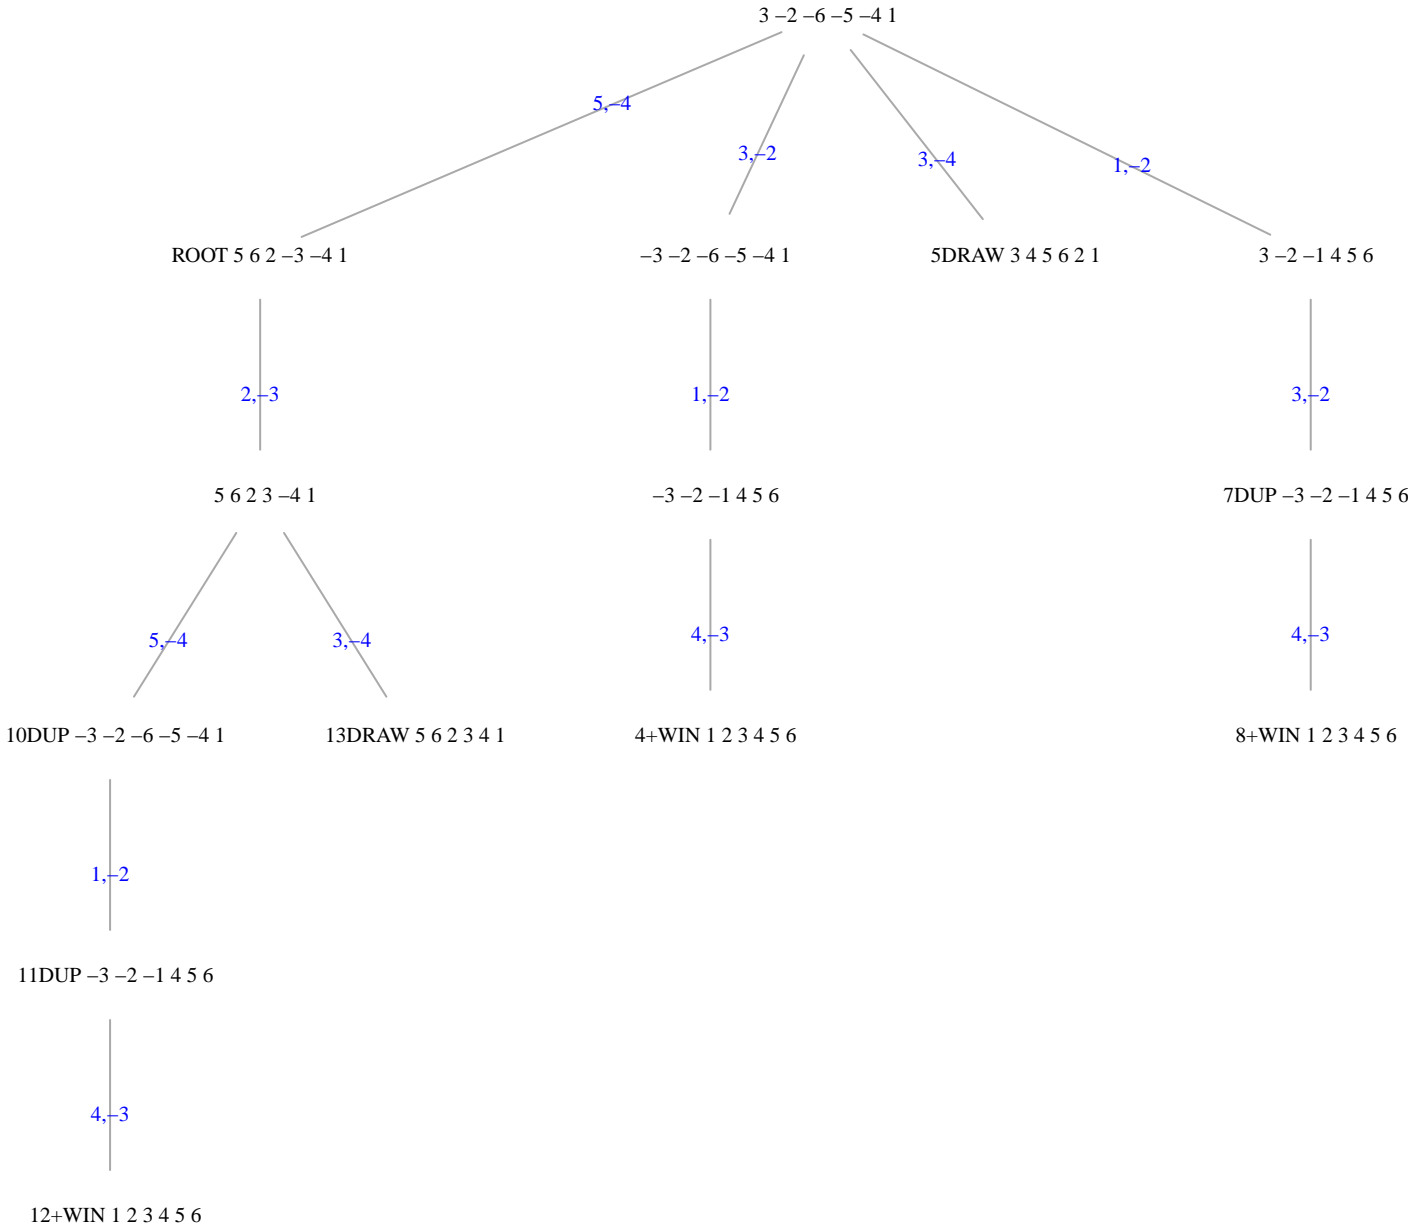 3 –2 –6 –5 –4 1
5,–4
3,–2
3,–4
1,–2
ROOT 5 6 2 –3 –4 1
–3 –2 –6 –5 –4 1
5DRAW 3 4 5 6 2 1
3 –2 –1 4 5 6
2,–3
1,–2
3,–2
5 6 2 3 –4 1
–3 –2 –1 4 5 6
7DUP –3 –2 –1 4 5 6
5,–4
3,–4
4,–3
4,–3
10DUP –3 –2 –6 –5 –4 1
13DRAW 5 6 2 3 4 1
4+WIN 1 2 3 4 5 6
8+WIN 1 2 3 4 5 6
1,–2
11DUP –3 –2 –1 4 5 6
4,–3
12+WIN 1 2 3 4 5 6